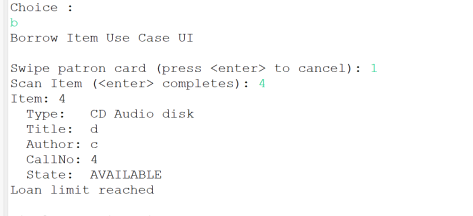 Choice :
b
Borrow Item Use Case UI
Swipe patron card (press <enter> to cancel): 1
Scan Item (<enter> completes): 4
Item: 4
Type:   CD Audio disk
Title:  d
Author: c
CallNo: 4
State:  AVAILABLE
Loan limit reached